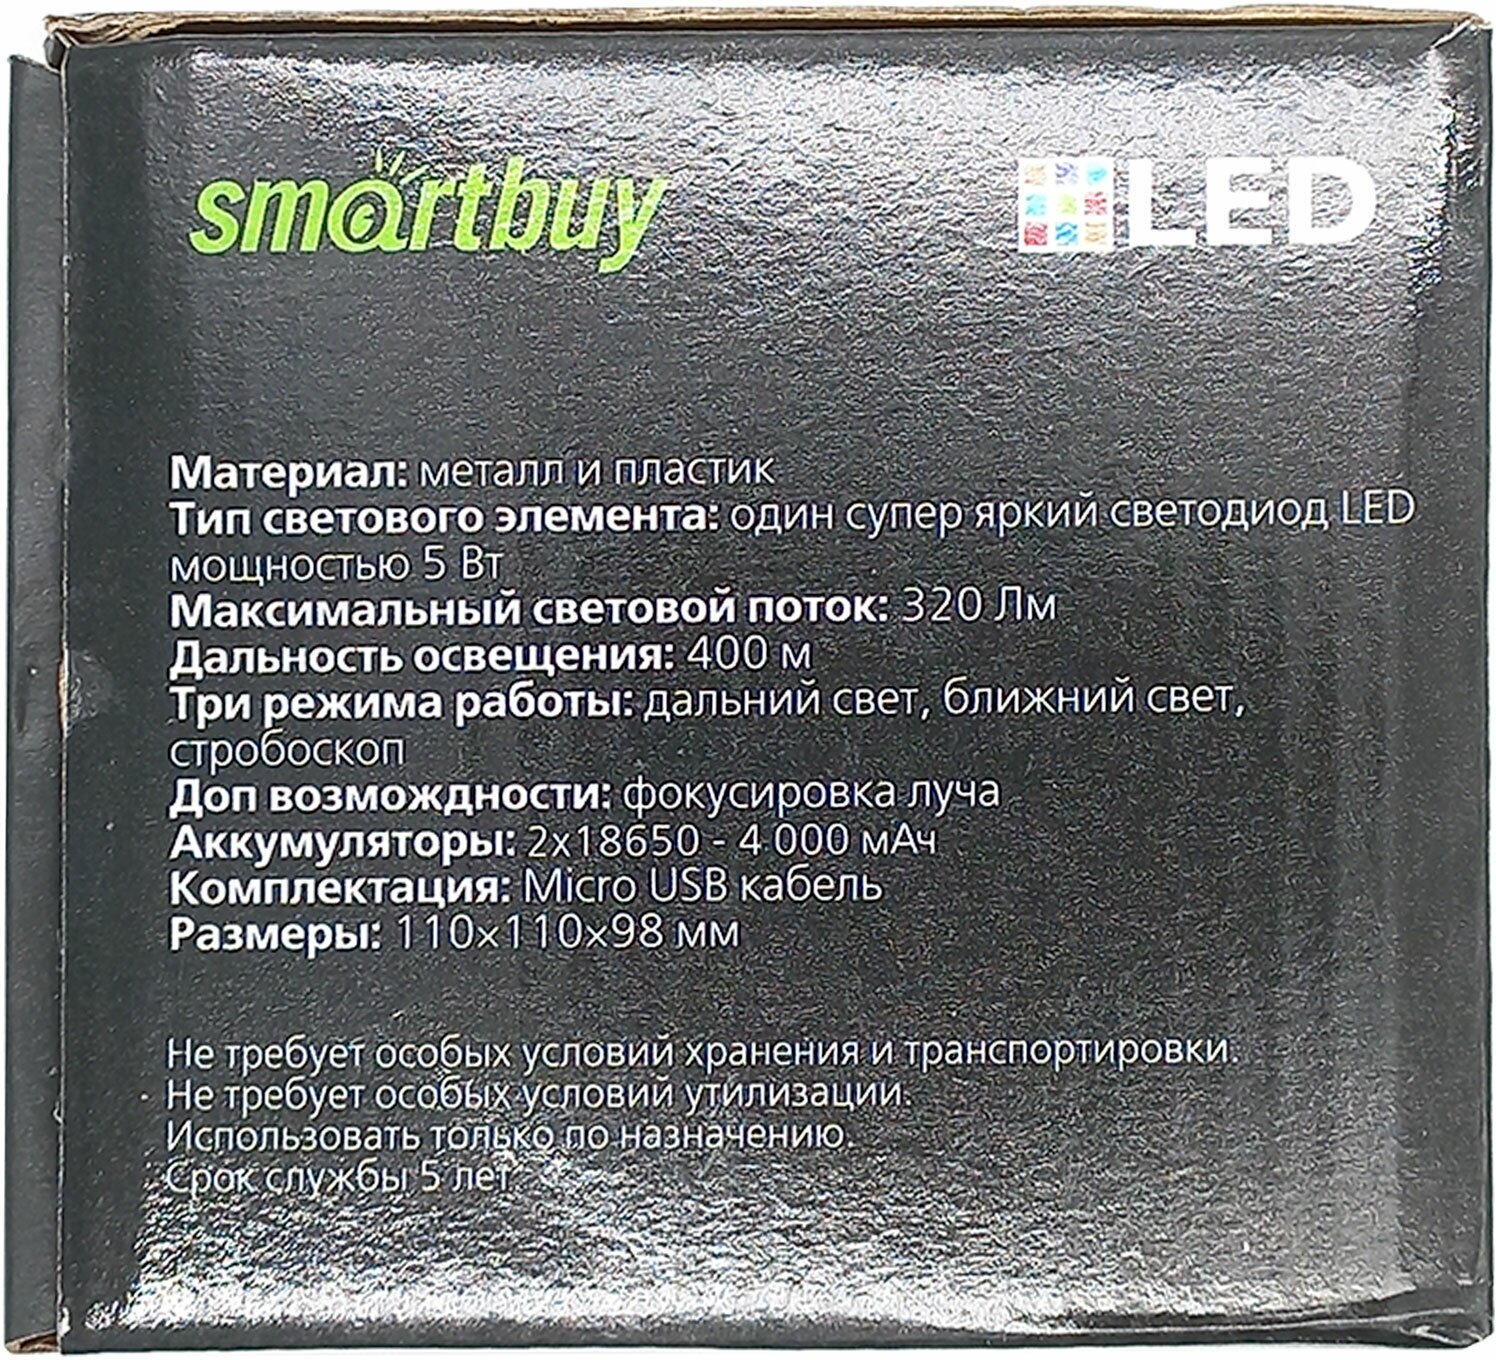 smartbuy
LED
Материал: металл и пластик
Тип светового элемента: один супер яркий светодиод LED
мощностью 5 Вт
Максимальный световой поток: 320 Лм
Дальность освещения: 400 м
Три режима работы: дальний свет, ближний свет,
стробоскоп
Доп возмождности: фокусировка луча
Аккумуляторы: 2x18650 - 4 000 мАч
Комплектация: Micro USB кабель
Размеры: 110x110x98 мм
Не требует особых условий хранения и транспортировки.
Не требует особых условий утилизации.
Использовать только по назначению.
Срок службы 5 лет